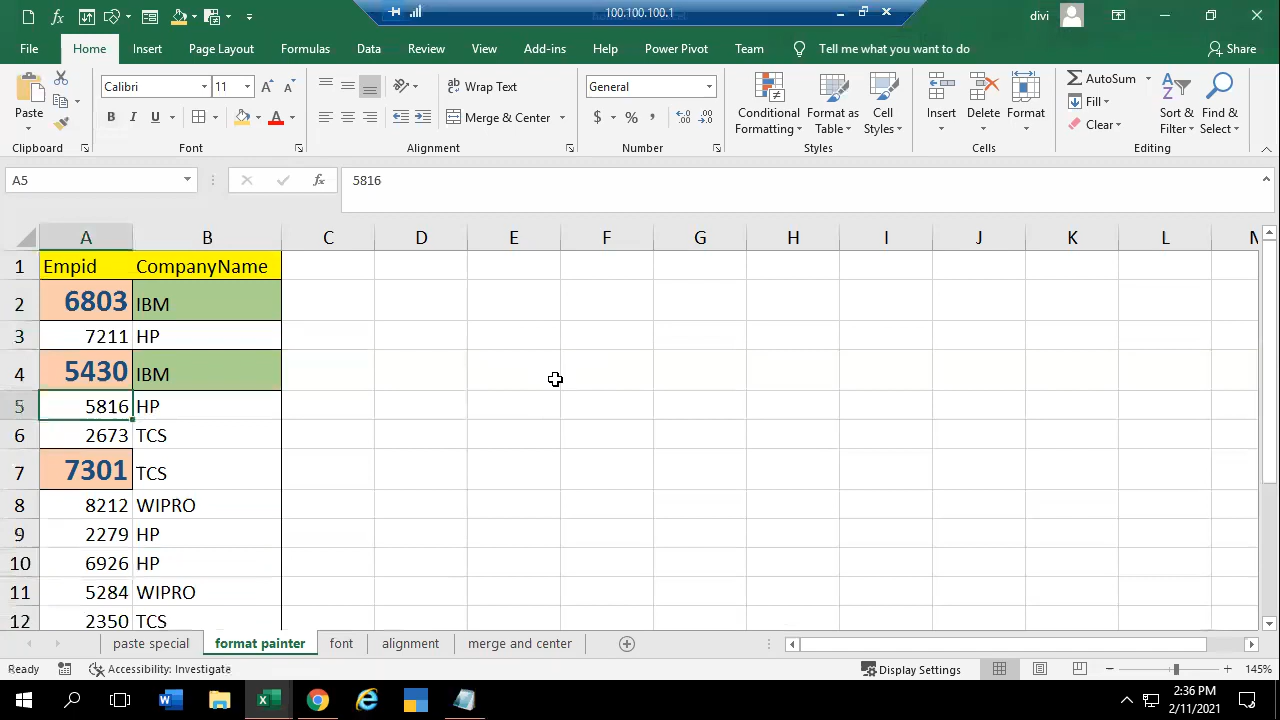 100.100.100.1
divi
File Home Insert Page Layout Formulas Data Review View Add-ins Help Power Pivot Team Tell me what you want to do Share
Paste
Clipboard
Calibri 11
B I U
Font
Wrap Text
Merge & Center
Alignment
General
$ % ,
Number
Conditional Formatting
Format as Table
Cell Styles
Styles
Insert Delete Format
Cells
AutoSum
Fill
Clear
Sort & Filter
Find & Select
Editing
A5 fx 5816
A B C D E F G H I J K L
1 Empid CompanyName
2 6803 IBM
3 7211 HP
4 5430 IBM
5 5816 HP
6 2673 TCS
7 7301 TCS
8 8212 WIPRO
9 2279 HP
10 6926 HP
11 5284 WIPRO
12 2350 TCS
paste special format painter font alignment merge and center
Ready Accessibility: Investigate Display Settings 145%
2:36 PM
2/11/2021